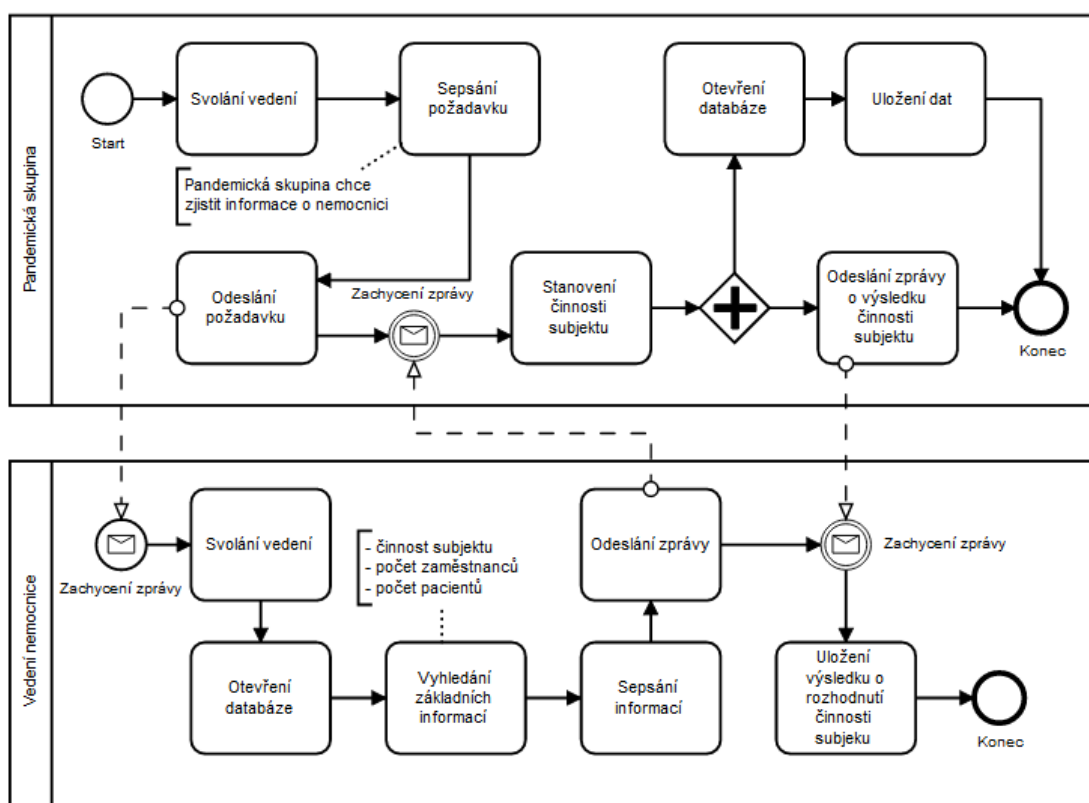 Pandemická skupina
Start
Svolání vedení
Sepsání
požadavku
Pandemická skupina chce
zjistit informace o nemocnici
Odeslání
požadavku
Zachycení zprávy
Stanovení
činnosti
subjektu
Otevření
databáze
Uložení dat
Odeslání zprávy
o výsledku
činnosti
subjektu
Konec
Vedení nemocnice
Zachycení zprávy
Svolání vedení
Otevření
databáze
- činnost subjektu
- počet zaměstnanců
- počet pacientů
Vyhledání
základních
informací
Sepsání
informací
Odeslání zprávy
Zachycení zprávy
Uložení
výsledku o
rozhodnutí
činnosti
subjeku
Konec